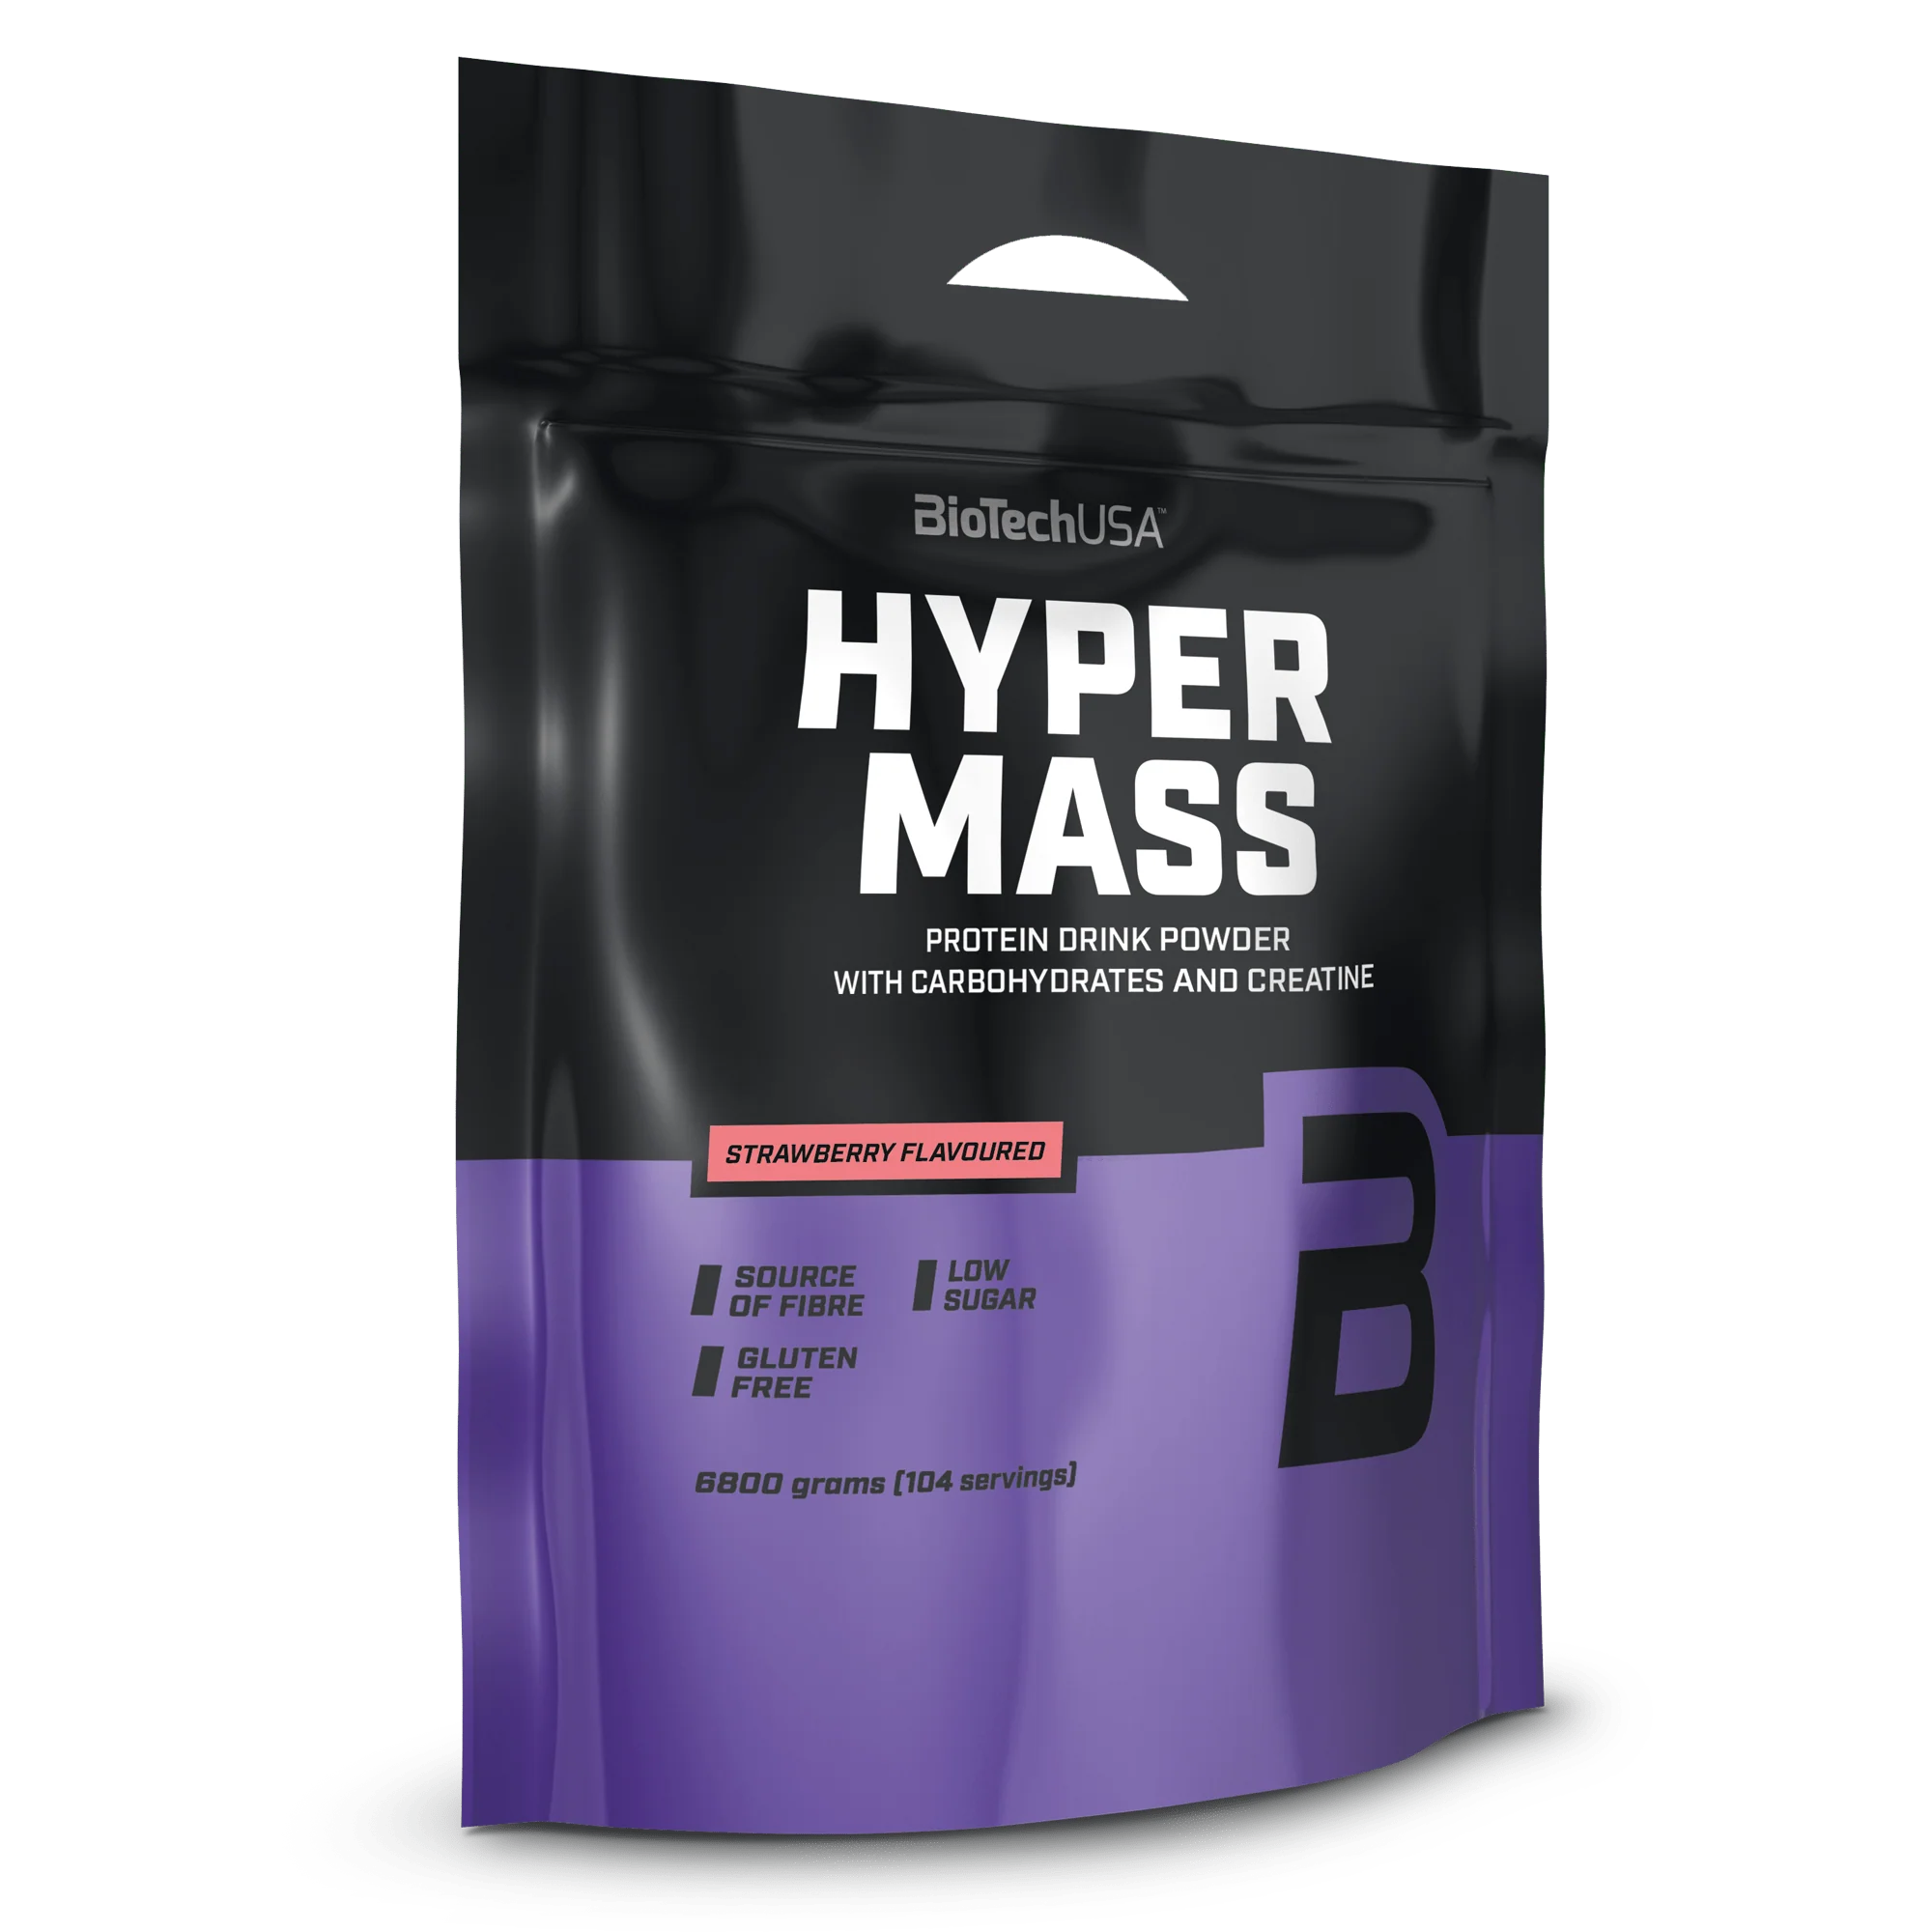 BioTechUSA™
HYPER
MASS
PROTEIN DRINK POWDER
WITH CARBOHYDRATES AND CREATINE
STRAWBERRY FLAVOURED
SOURCE
OF FIBRE
LOW
SUGAR
GLUTEN
FREE
6800 grams (104 servings)
B